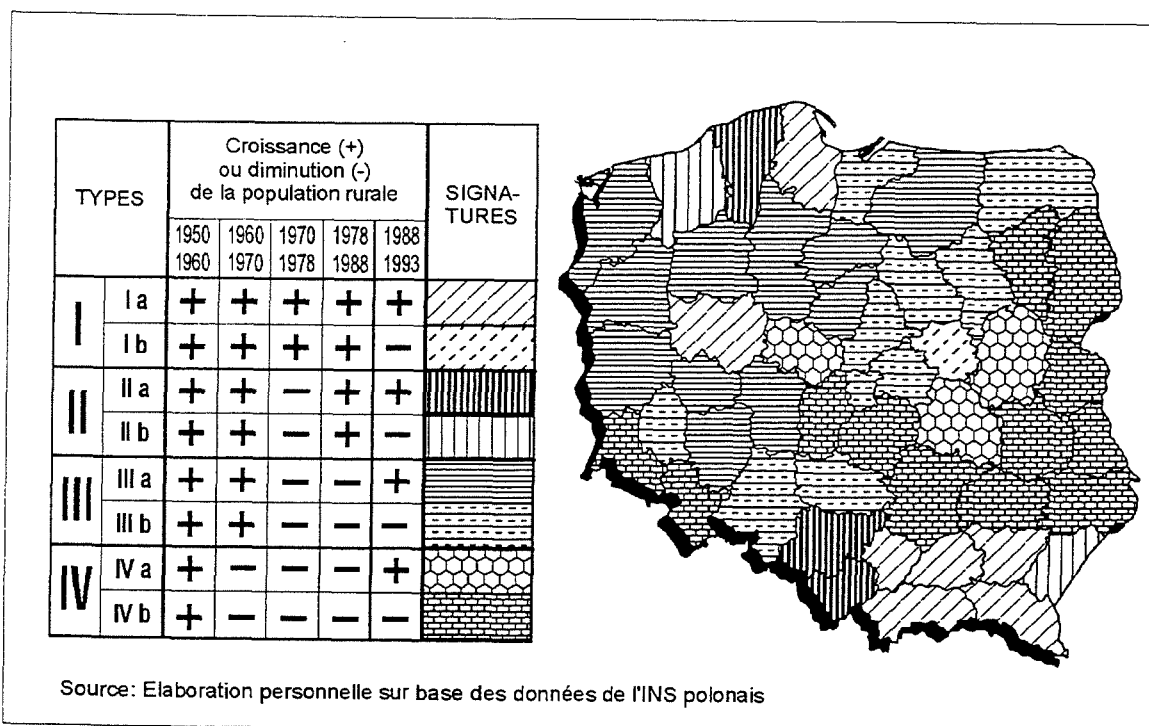 TYPES
Croissance (+)
ou diminution (-)
de la population rurale
SIGNA-
TURES
1950 1960 1970 1978 1988
1960 1970 1978 1988 1993
I
I a + + + + +
I b + + + + −
II
II a + + − + +
II b + + − + −
III
III a + + − − +
III b + + − − −
IV
IV a + − − − +
IV b + − − − −
Source: Elaboration personnelle sur base des données de l'INS polonais